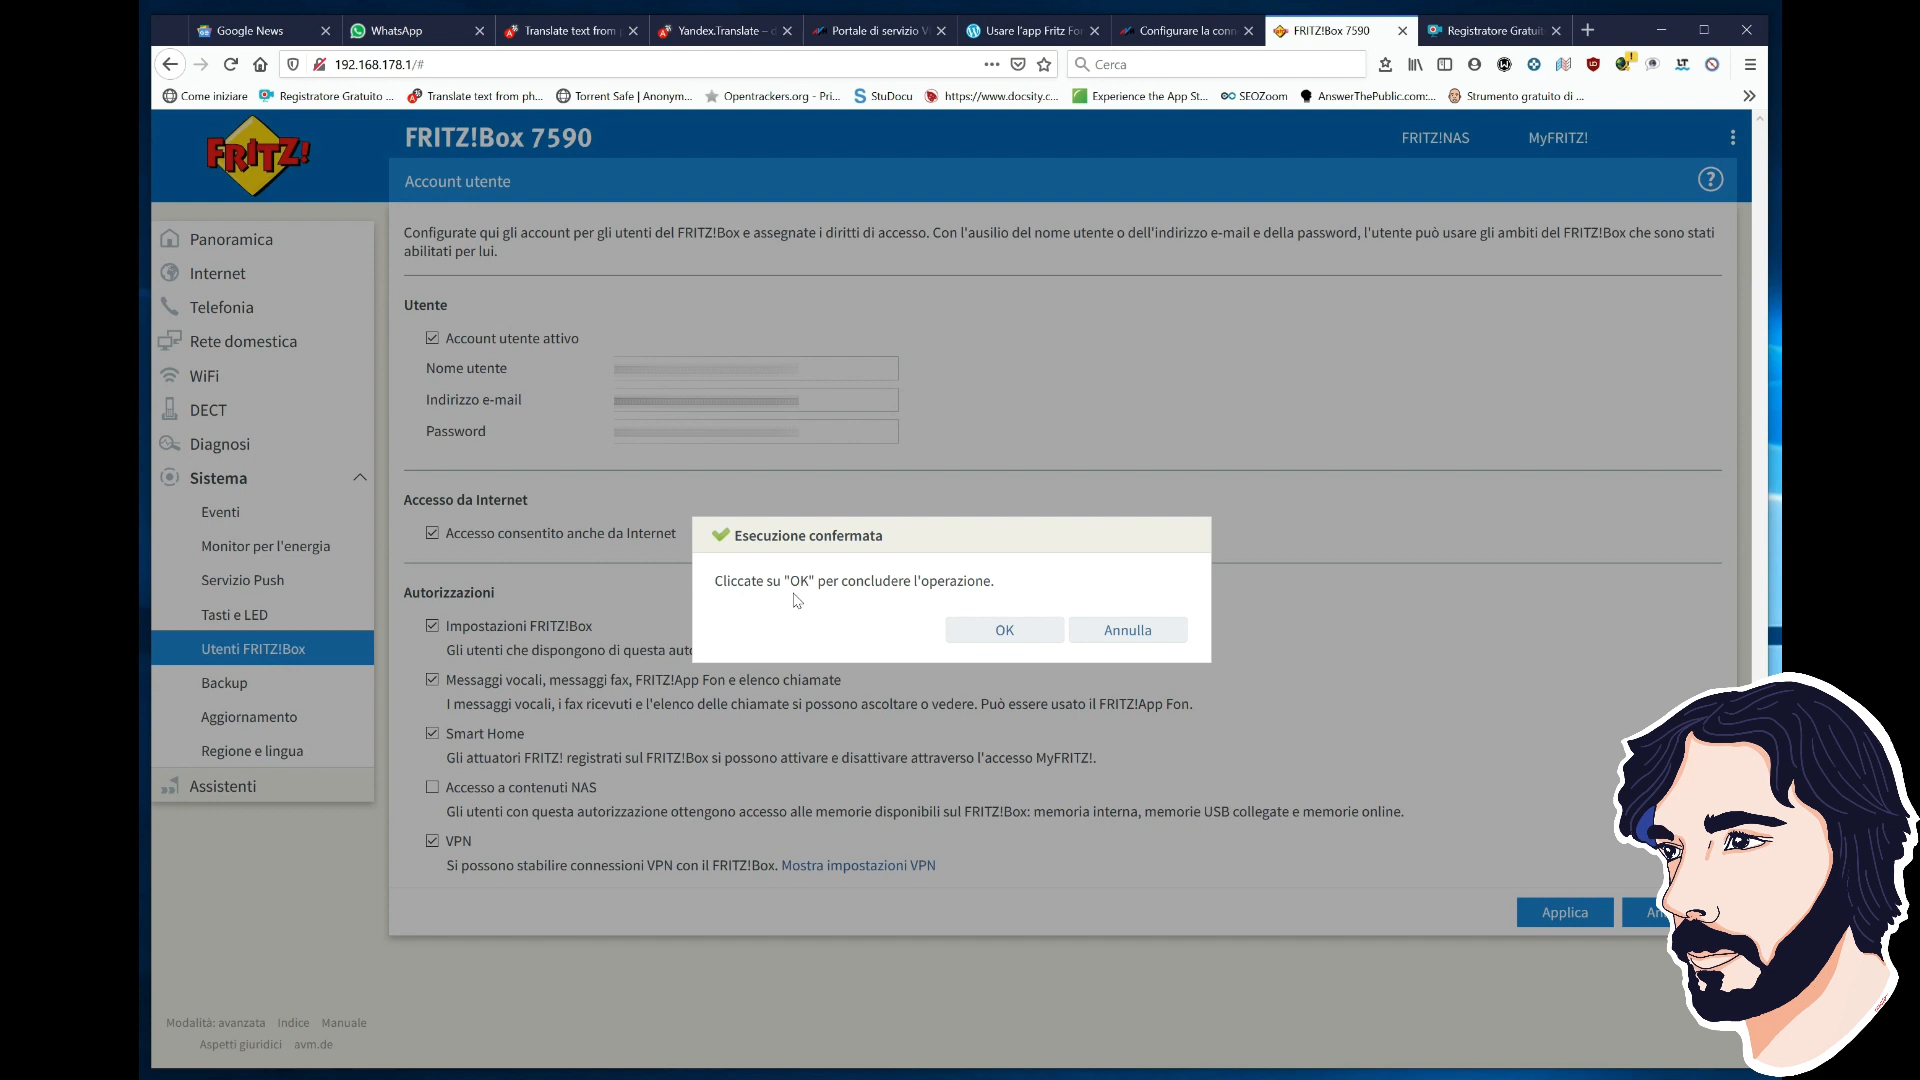 Google News
WhatsApp
Translate text from
Yandex.Translate – d
Portale di servizio V
Usare l'app Fritz Fo
Configurare la conn
FRITZ!Box 7590
Registratore Gratuit
192.168.178.1/#
Cerca
Come iniziare
Registratore Gratuito ...
Translate text from ph...
Torrent Safe | Anonym...
Opentrackers.org - Pri...
StuDocu
https://www.docsity.c...
Experience the App St...
SEOZoom
AnswerThePublic.com:...
Strumento gratuito di ...
FRITZ!
FRITZ!Box 7590
FRITZ!NAS
MyFRITZ!
Account utente
Panoramica
Internet
Telefonia
Rete domestica
WiFi
DECT
Diagnosi
Sistema
Eventi
Monitor per l'energia
Servizio Push
Tasti e LED
Utenti FRITZ!Box
Backup
Aggiornamento
Regione e lingua
Assistenti
Modalità: avanzata Indice Manuale
Aspetti giuridici avm.de
Configurate qui gli account per gli utenti del FRITZ!Box e assegnate i diritti di accesso. Con l'ausilio del nome utente o dell'indirizzo e-mail e della password, l'utente può usare gli ambiti del FRITZ!Box che sono stati
abilitati per lui.
Utente
Account utente attivo
Nome utente
Indirizzo e-mail
Password
Accesso da Internet
Accesso consentito anche da Internet
Esecuzione confermata
Cliccate su "OK" per concludere l'operazione.
OK
Annulla
Autorizzazioni
Impostazioni FRITZ!Box
Gli utenti che dispongono di questa
Messaggi vocali, messaggi fax, FRITZ!App Fon e elenco chiamate
I messaggi vocali, i fax ricevuti e l'elenco delle chiamate si possono ascoltare o vedere. Può essere usato il FRITZ!App Fon.
Smart Home
Gli attuatori FRITZ! registrati sul FRITZ!Box si possono attivare e disattivare attraverso l'accesso MyFRITZ!.
Accesso a contenuti NAS
Gli utenti con questa autorizzazione ottengono accesso alle memorie disponibili sul FRITZ!Box: memoria interna, memorie USB collegate e memorie online.
VPN
Si possono stabilire connessioni VPN con il FRITZ!Box. Mostra impostazioni VPN
Applica